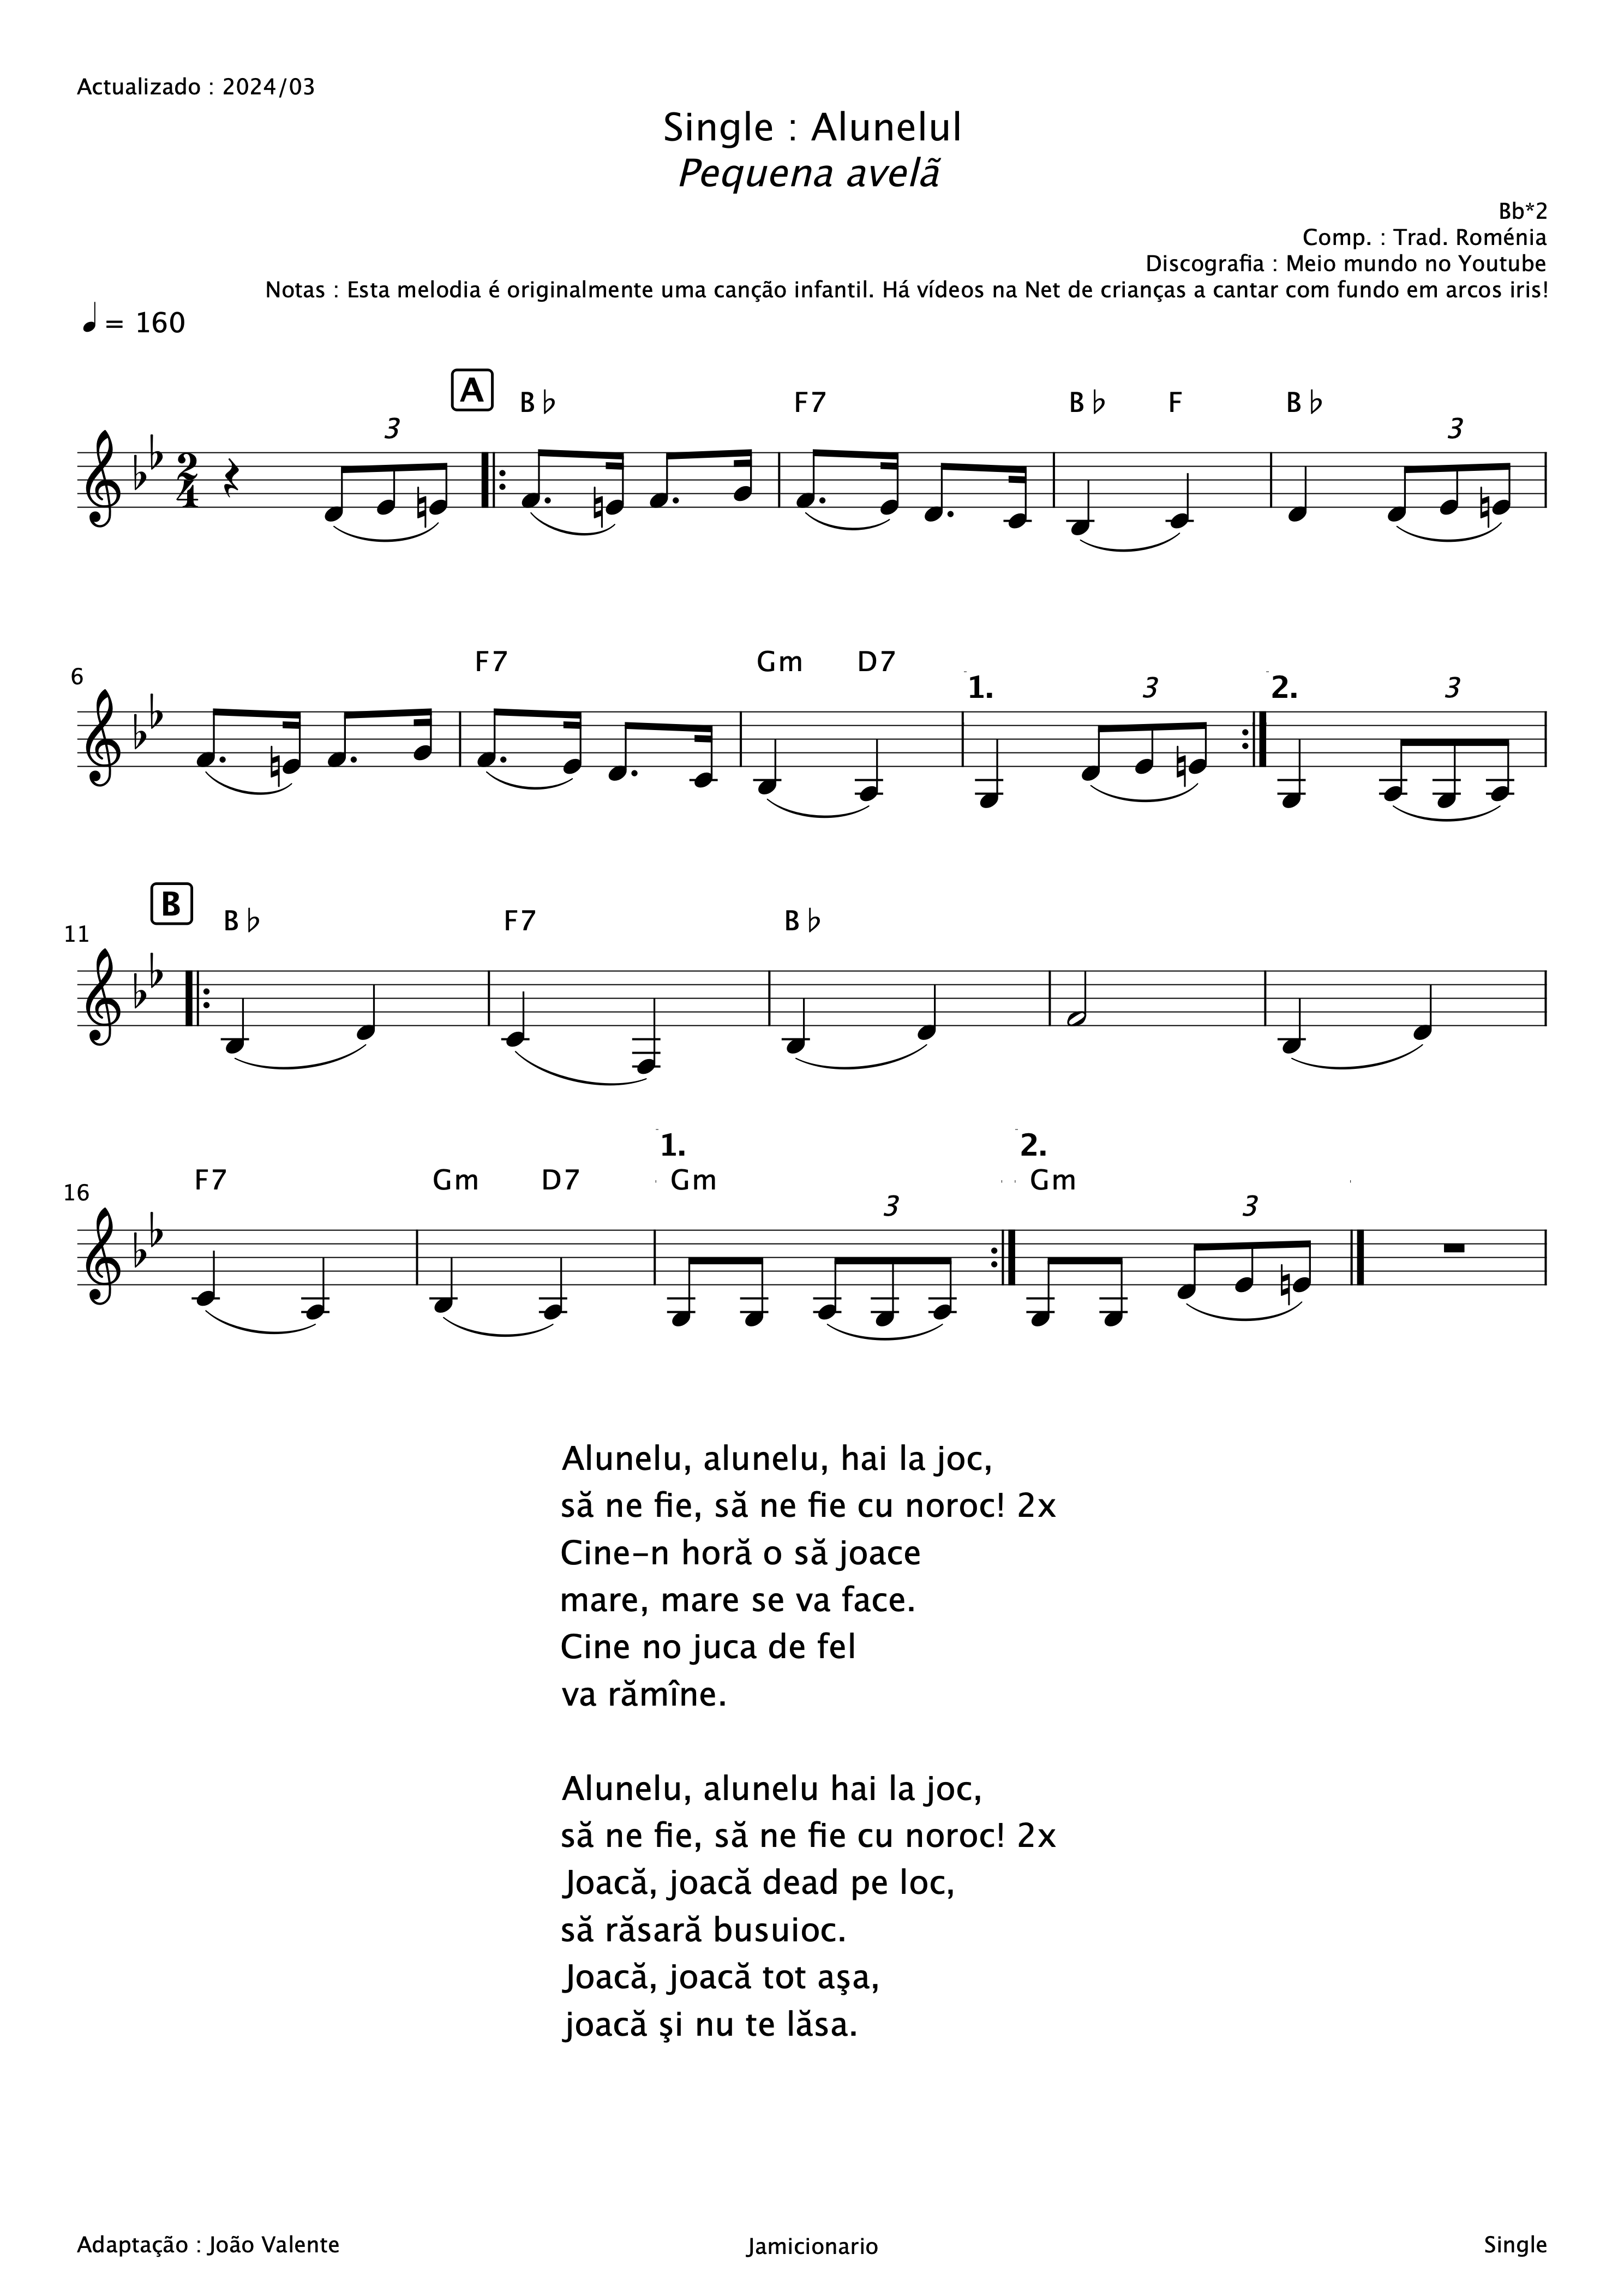 Actualizado : 2024/03
Single : Alunelul
Pequena avelã
Bb*2
Comp. : Trad. Roménia
Discografia : Meio mundo no Youtube
Notas : Esta melodia é originalmente uma canção infantil. Há vídeos na Net de crianças a cantar com fundo em arcos iris!
♩ = 160
A B♭ F7 B♭ F B♭
3 3
2
4
F7 Gm D7
6 1. 3 2. 3
B B♭ F7 B♭
11
1. 2.
F7 Gm D7 Gm Gm
16 3 3
Alunelu, alunelu, hai la joc,
să ne fie, să ne fie cu noroc! 2x
Cine-n horă o să joace
mare, mare se va face.
Cine no juca de fel
va rămîne.
Alunelu, alunelu hai la joc,
să ne fie, să ne fie cu noroc! 2x
Joacă, joacă dead pe loc,
să răsară busuioc.
Joacă, joacă tot aşa,
joacă şi nu te lăsa.
Adaptação : João Valente Jamicionario Single